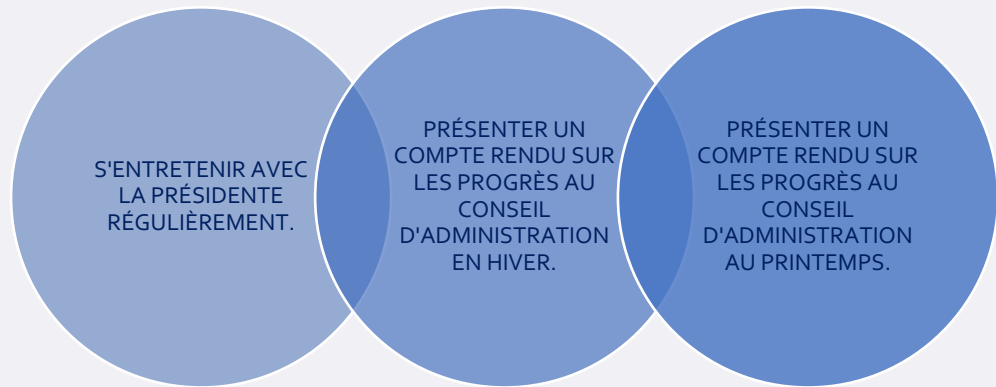 S'ENTRETENIR AVEC
LA PRÉSIDENTE
RÉGULIÈREMENT.
PRÉSENTER UN
COMPTE RENDU SUR
LES PROGRÈS AU
CONSEIL
D'ADMINISTRATION
EN HIVER.
PRÉSENTER UN
COMPTE RENDU SUR
LES PROGRÈS AU
CONSEIL
D'ADMINISTRATION
AU PRINTEMPS.